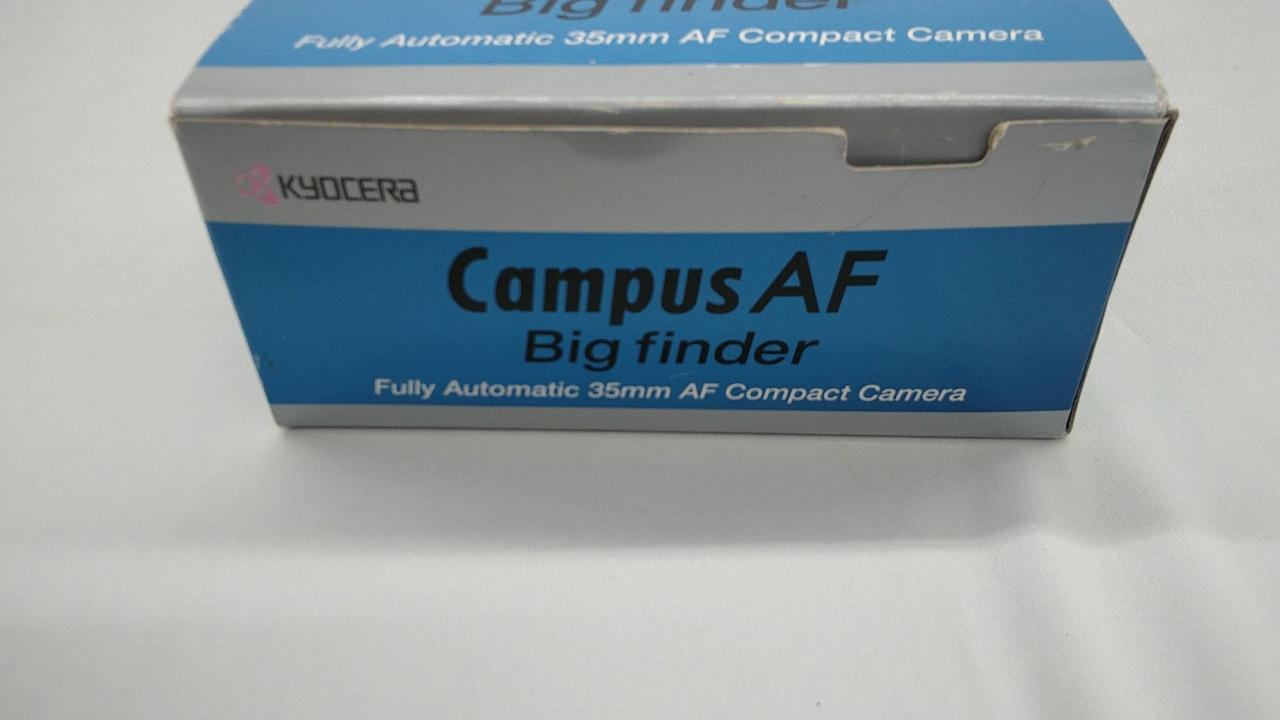 Big finder
Fully Automatic 35mm AF Compact Camera
KYOCERA
Campus AF
Big finder
Fully Automatic 35mm AF Compact Camera